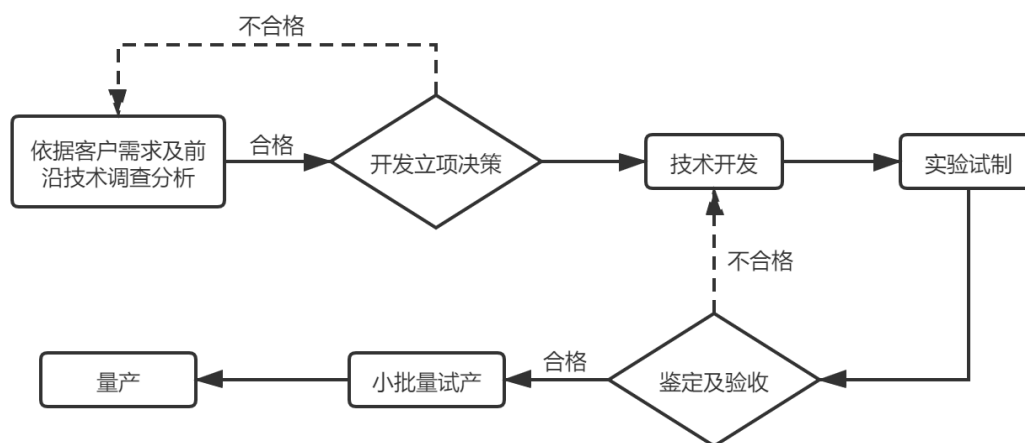 不合格
依据客户需求及前
沿技术调查分析
合格
开发立项决策
技术开发
实验试制
不合格
量产
小批量试产
合格
鉴定及验收